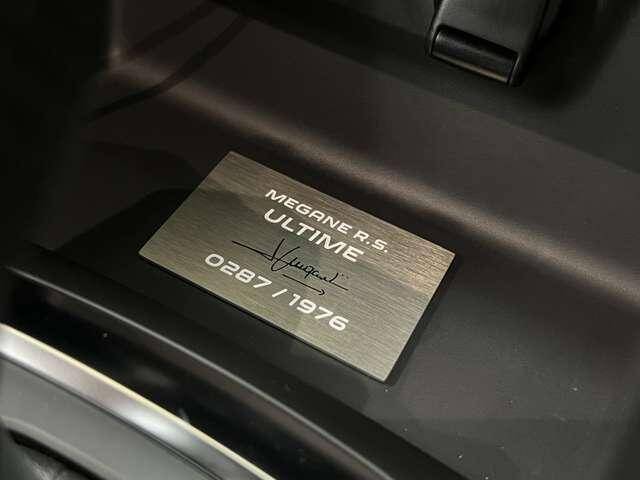 MEGANE R.S.
ULTIME
0287 / 1976